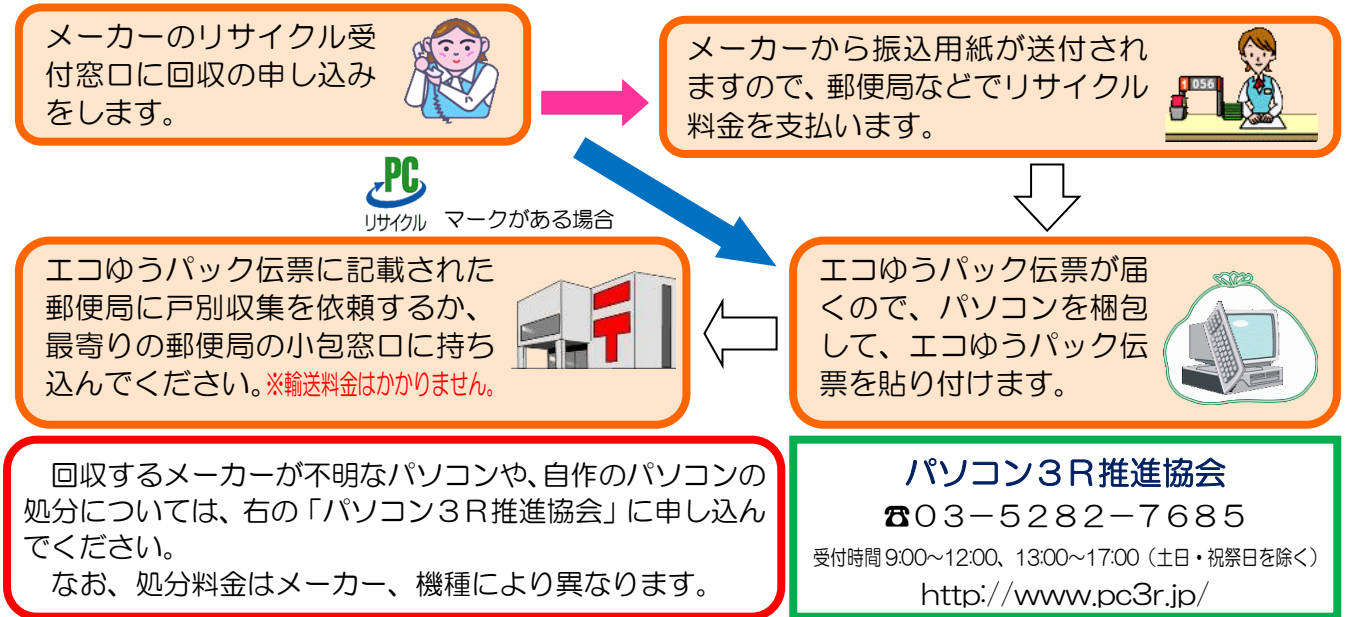 メーカーのリサイクル受
付窓口に回収の申し込み
をします。
メーカーから振込用紙が送付され
ますので、郵便局などでリサイクル
料金を支払います。
1 056
PC
リサイクル マークがある場合
エコゆうパック伝票が届
くので、パソコンを梱包
して、エコゆうパック伝
票を貼り付けます。
エコゆうパック伝票に記載された
郵便局に戸別収集を依頼するか、
最寄りの郵便局の小包窓口に持ち
込んでください。※輸送料金はかかりません。
回収するメーカーが不明なパソコンや、自作のパソコンの
処分については、右の「パソコン3R推進協会」に申し込ん
でください。
なお、処分料金はメーカー、機種により異なります。
パソコン3R推進協会
☎03-5282-7685
受付時間 9:00~12:00、13:00~17:00(土日・祝祭日を除く)
http://www.pc3r.jp/